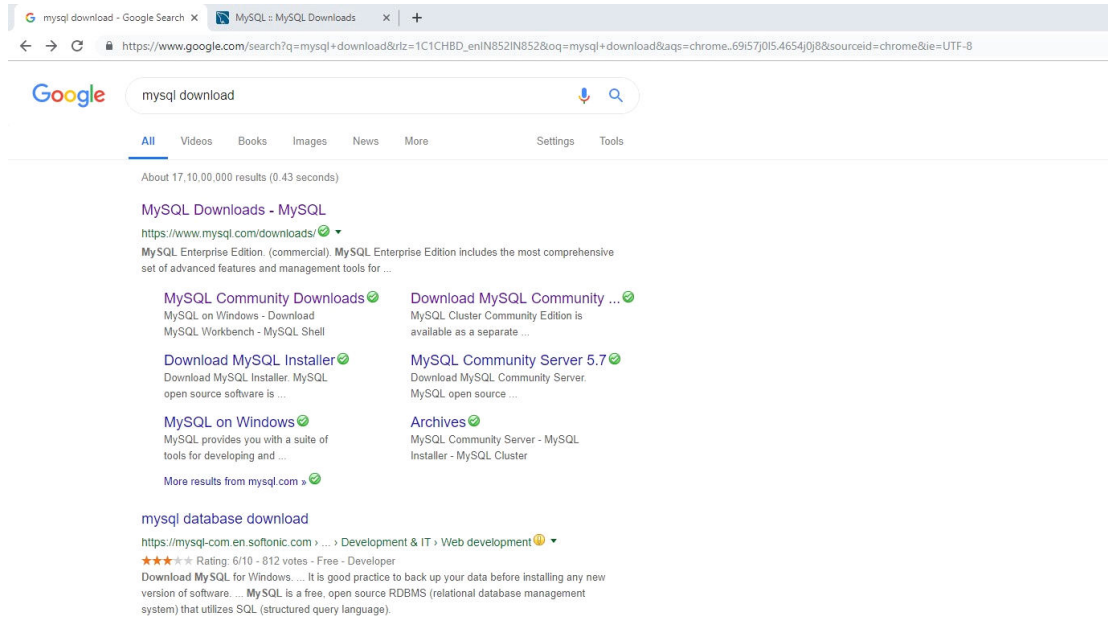 mysql download - Google Search
MySQL :: MySQL Downloads
https://www.google.com/search?q=mysql+download&rlz=1C1CHBD_enIN852IN852&oq=mysql+download&aqs=chrome..69i57j0l5.4654j0j8&sourceid=chrome&ie=UTF-8
Google
mysql download
All Videos Books Images News More Settings Tools
About 17,10,00,000 results (0.43 seconds)
MySQL Downloads - MySQL
https://www.mysql.com/downloads/
MySQL Enterprise Edition. (commercial). MySQL Enterprise Edition includes the most comprehensive
set of advanced features and management tools for ...
MySQL Community Downloads
MySQL on Windows - Download
MySQL Workbench - MySQL Shell
Download MySQL Community ...
MySQL Cluster Community Edition is
available as a separate ...
Download MySQL Installer
Download MySQL Installer. MySQL
open source software is ...
MySQL Community Server 5.7
Download MySQL Community Server.
MySQL open source ...
MySQL on Windows
MySQL provides you with a suite of
tools for developing and ...
Archives
MySQL Community Server - MySQL
Installer - MySQL Cluster
More results from mysql.com »
mysql database download
https://mysql-com.en.softonic.com › ... › Development & IT › Web development
Rating: 6/10 - 812 votes - Free - Developer
Download MySQL for Windows. ... It is good practice to back up your data before installing any new
version of software. ... MySQL is a free, open source RDBMS (relational database management
system) that utilizes SQL (structured query language).